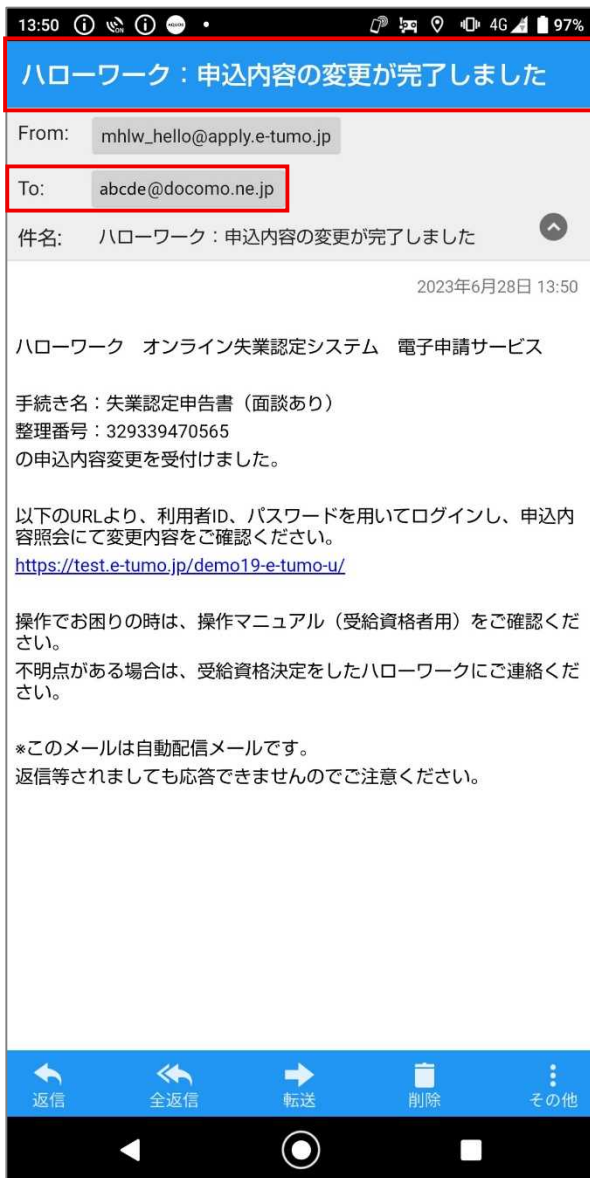 13:50 4G 97%
ハローワーク：申込内容の変更が完了しました
From: mhlw_hello@apply.e-tumo.jp
To: abcde@docomo.ne.jp
件名: ハローワーク：申込内容の変更が完了しました
2023年6月28日 13:50
ハローワーク　オンライン失業認定システム　電子申請サービス
手続き名：失業認定申告書（面談あり）
整理番号：329339470565
の申込内容変更を受付けました。
以下のURLより、利用者ID、パスワードを用いてログインし、申込内
容照会にて変更内容をご確認ください。
https://test.e-tumo.jp/demo19-e-tumo-u/
操作でお困りの時は、操作マニュアル（受給資格者用）をご確認くだ
さい。
不明点がある場合は、受給資格決定をしたハローワークにご連絡くだ
さい。
※このメールは自動配信メールです。
返信等されましても応答できませんのでご注意ください。
返信 全返信 転送 削除 その他